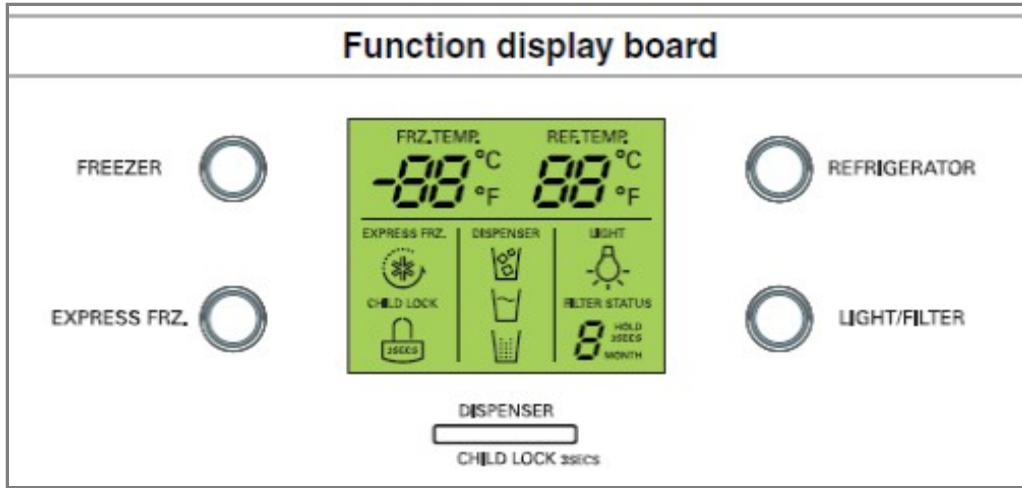 Function display board
FREEZER
FRZ.TEMP.
REF.TEMP.
REFRIGERATOR
-88 °C °F
88 °C °F
EXPRESS FRZ.
DISPENSER
LIGHT
EXPRESS FRZ.
CHILD LOCK
3SECS
FILTER STATUS
8 HOLD
3SECS
MONTH
LIGHT/FILTER
DISPENSER
CHILD LOCK 3SECS